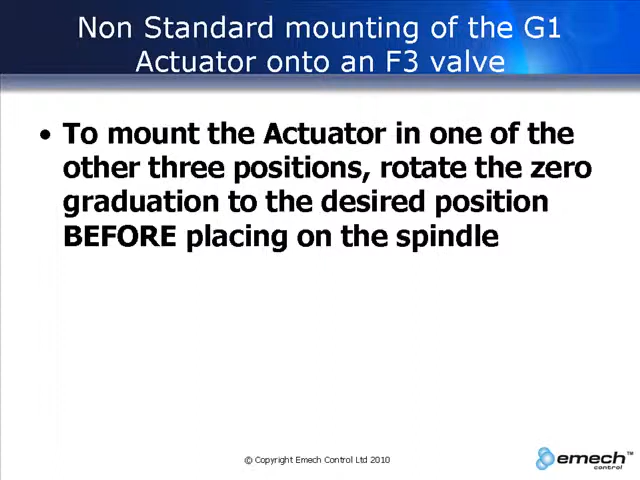 Non Standard mounting of the G1
Actuator onto an F3 valve
• To mount the Actuator in one of the
other three positions, rotate the zero
graduation to the desired position
BEFORE placing on the spindle
© Copyright Emech Control Ltd 2010
emech™
control